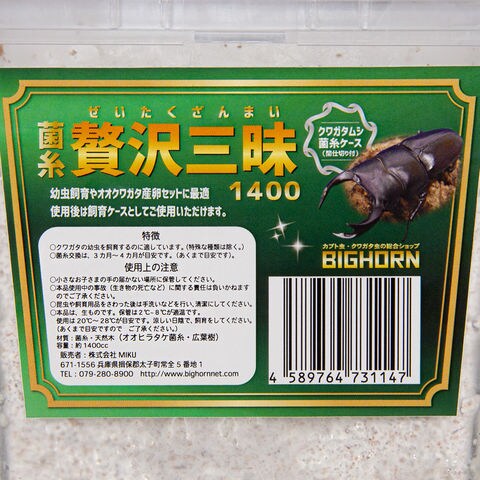 ぜいたくざんまい
菌糸 贅沢三昧 1400
クワガタムシ
菌糸ケース
(間仕切り付)
幼虫飼育やオオクワガタ産卵セットに最適
使用後は飼育ケースとしてご使用いただけます。
カブト虫・クワガタ虫の総合ショップ
BIGHORN
特徴
○クワガタの幼虫を飼育するのに適しています。(特殊な種類は除く。)
○菌糸交換は、3カ月〜4カ月が目安です。(あくまで目安です。)
使用上の注意
○小さなお子さまの手の届かない場所に保管してください。
○本品使用中の事故(生き物の死亡など)に関する責任は負いかねます
のでご了承ください。
○昆虫や飼育用品をさわった後は手洗いなどを行い、清潔にしてください。
○本品は、生ものです。保管は2℃-8℃が適温です。
使用は20℃〜28℃が目安です。涼しい日陰で、飼育をしてください。
(あくまで目安ですので ご了承ください。)
材質：菌糸・天然木(オオヒラタケ菌糸・広葉樹)
容量：約1400cc
販売者：株式会社 MIKU
671-1556 兵庫県揖保郡太子町常全5番地1
TEL：079-280-8900 http://www.bighornnet.com/
4 589764 731147